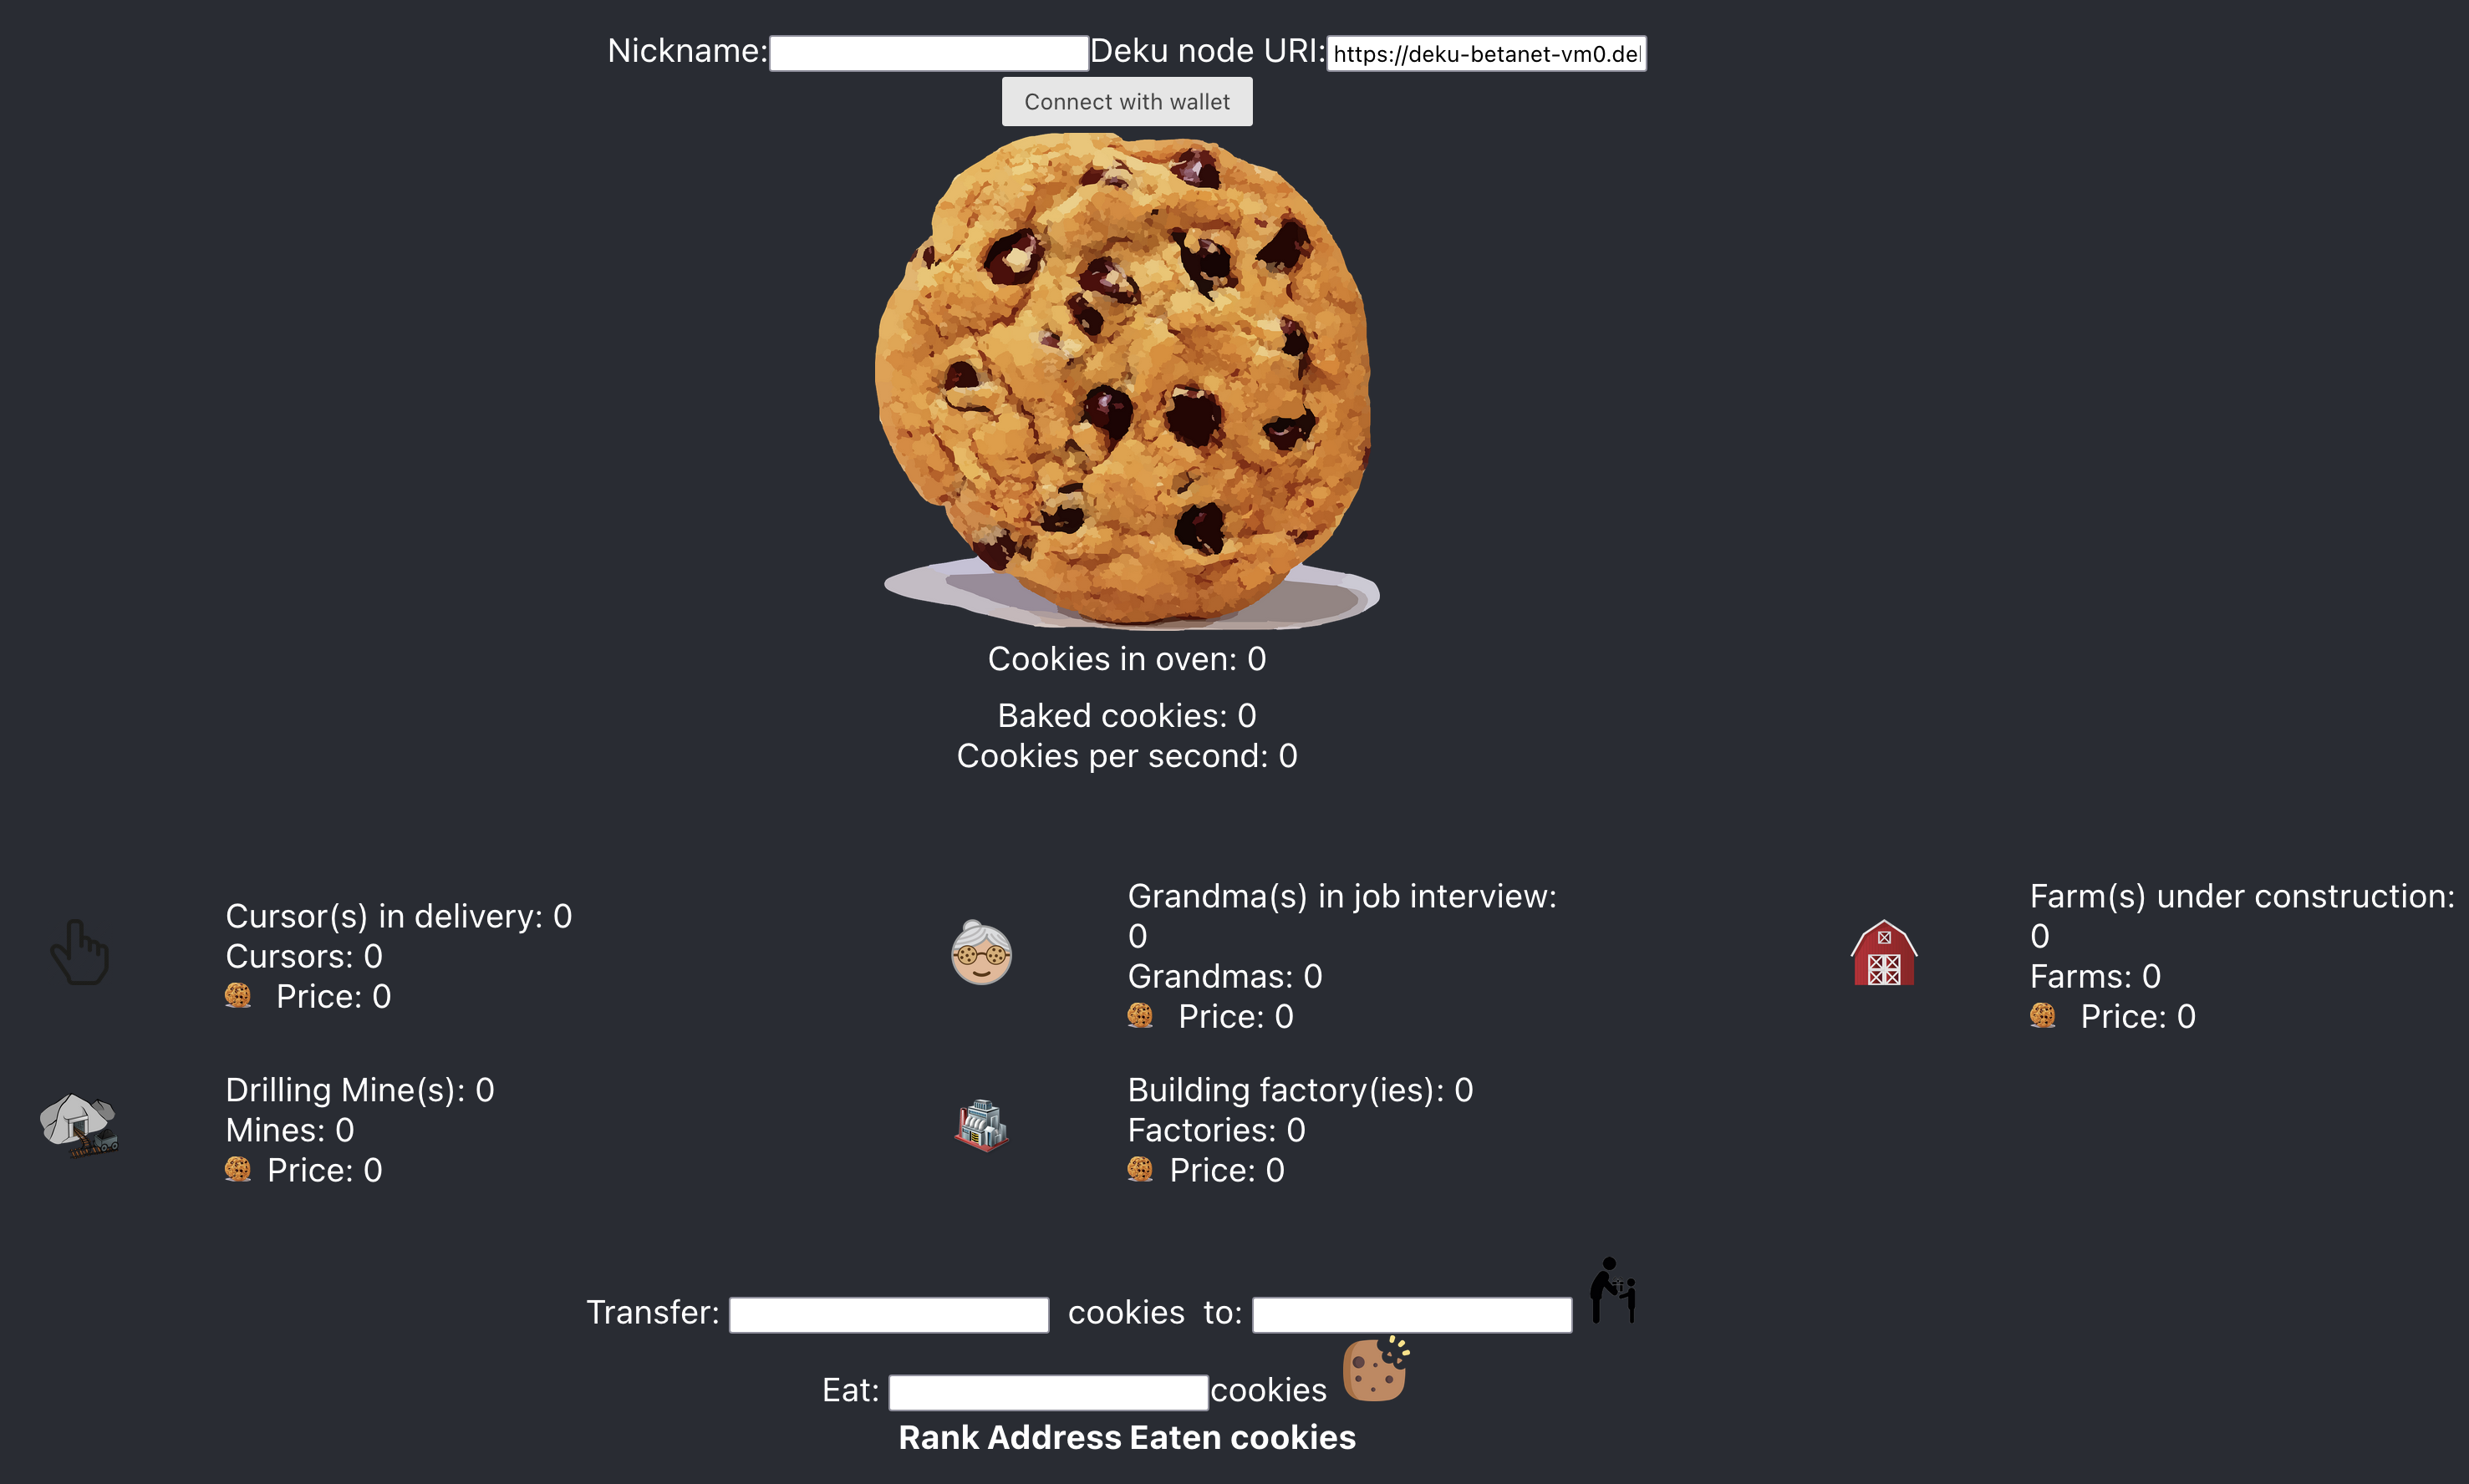 Nickname: Deku node URI: https://deku-betanet-vm0.de
Connect with wallet
Cookies in oven: 0
Baked cookies: 0
Cookies per second: 0
Cursor(s) in delivery: 0
Cursors: 0
Price: 0
Grandma(s) in job interview:
0
Grandmas: 0
Price: 0
Farm(s) under construction:
0
Farms: 0
Price: 0
Drilling Mine(s): 0
Mines: 0
Price: 0
Building factory(ies): 0
Factories: 0
Price: 0
Transfer: cookies to:
Eat: cookies
Rank Address Eaten cookies